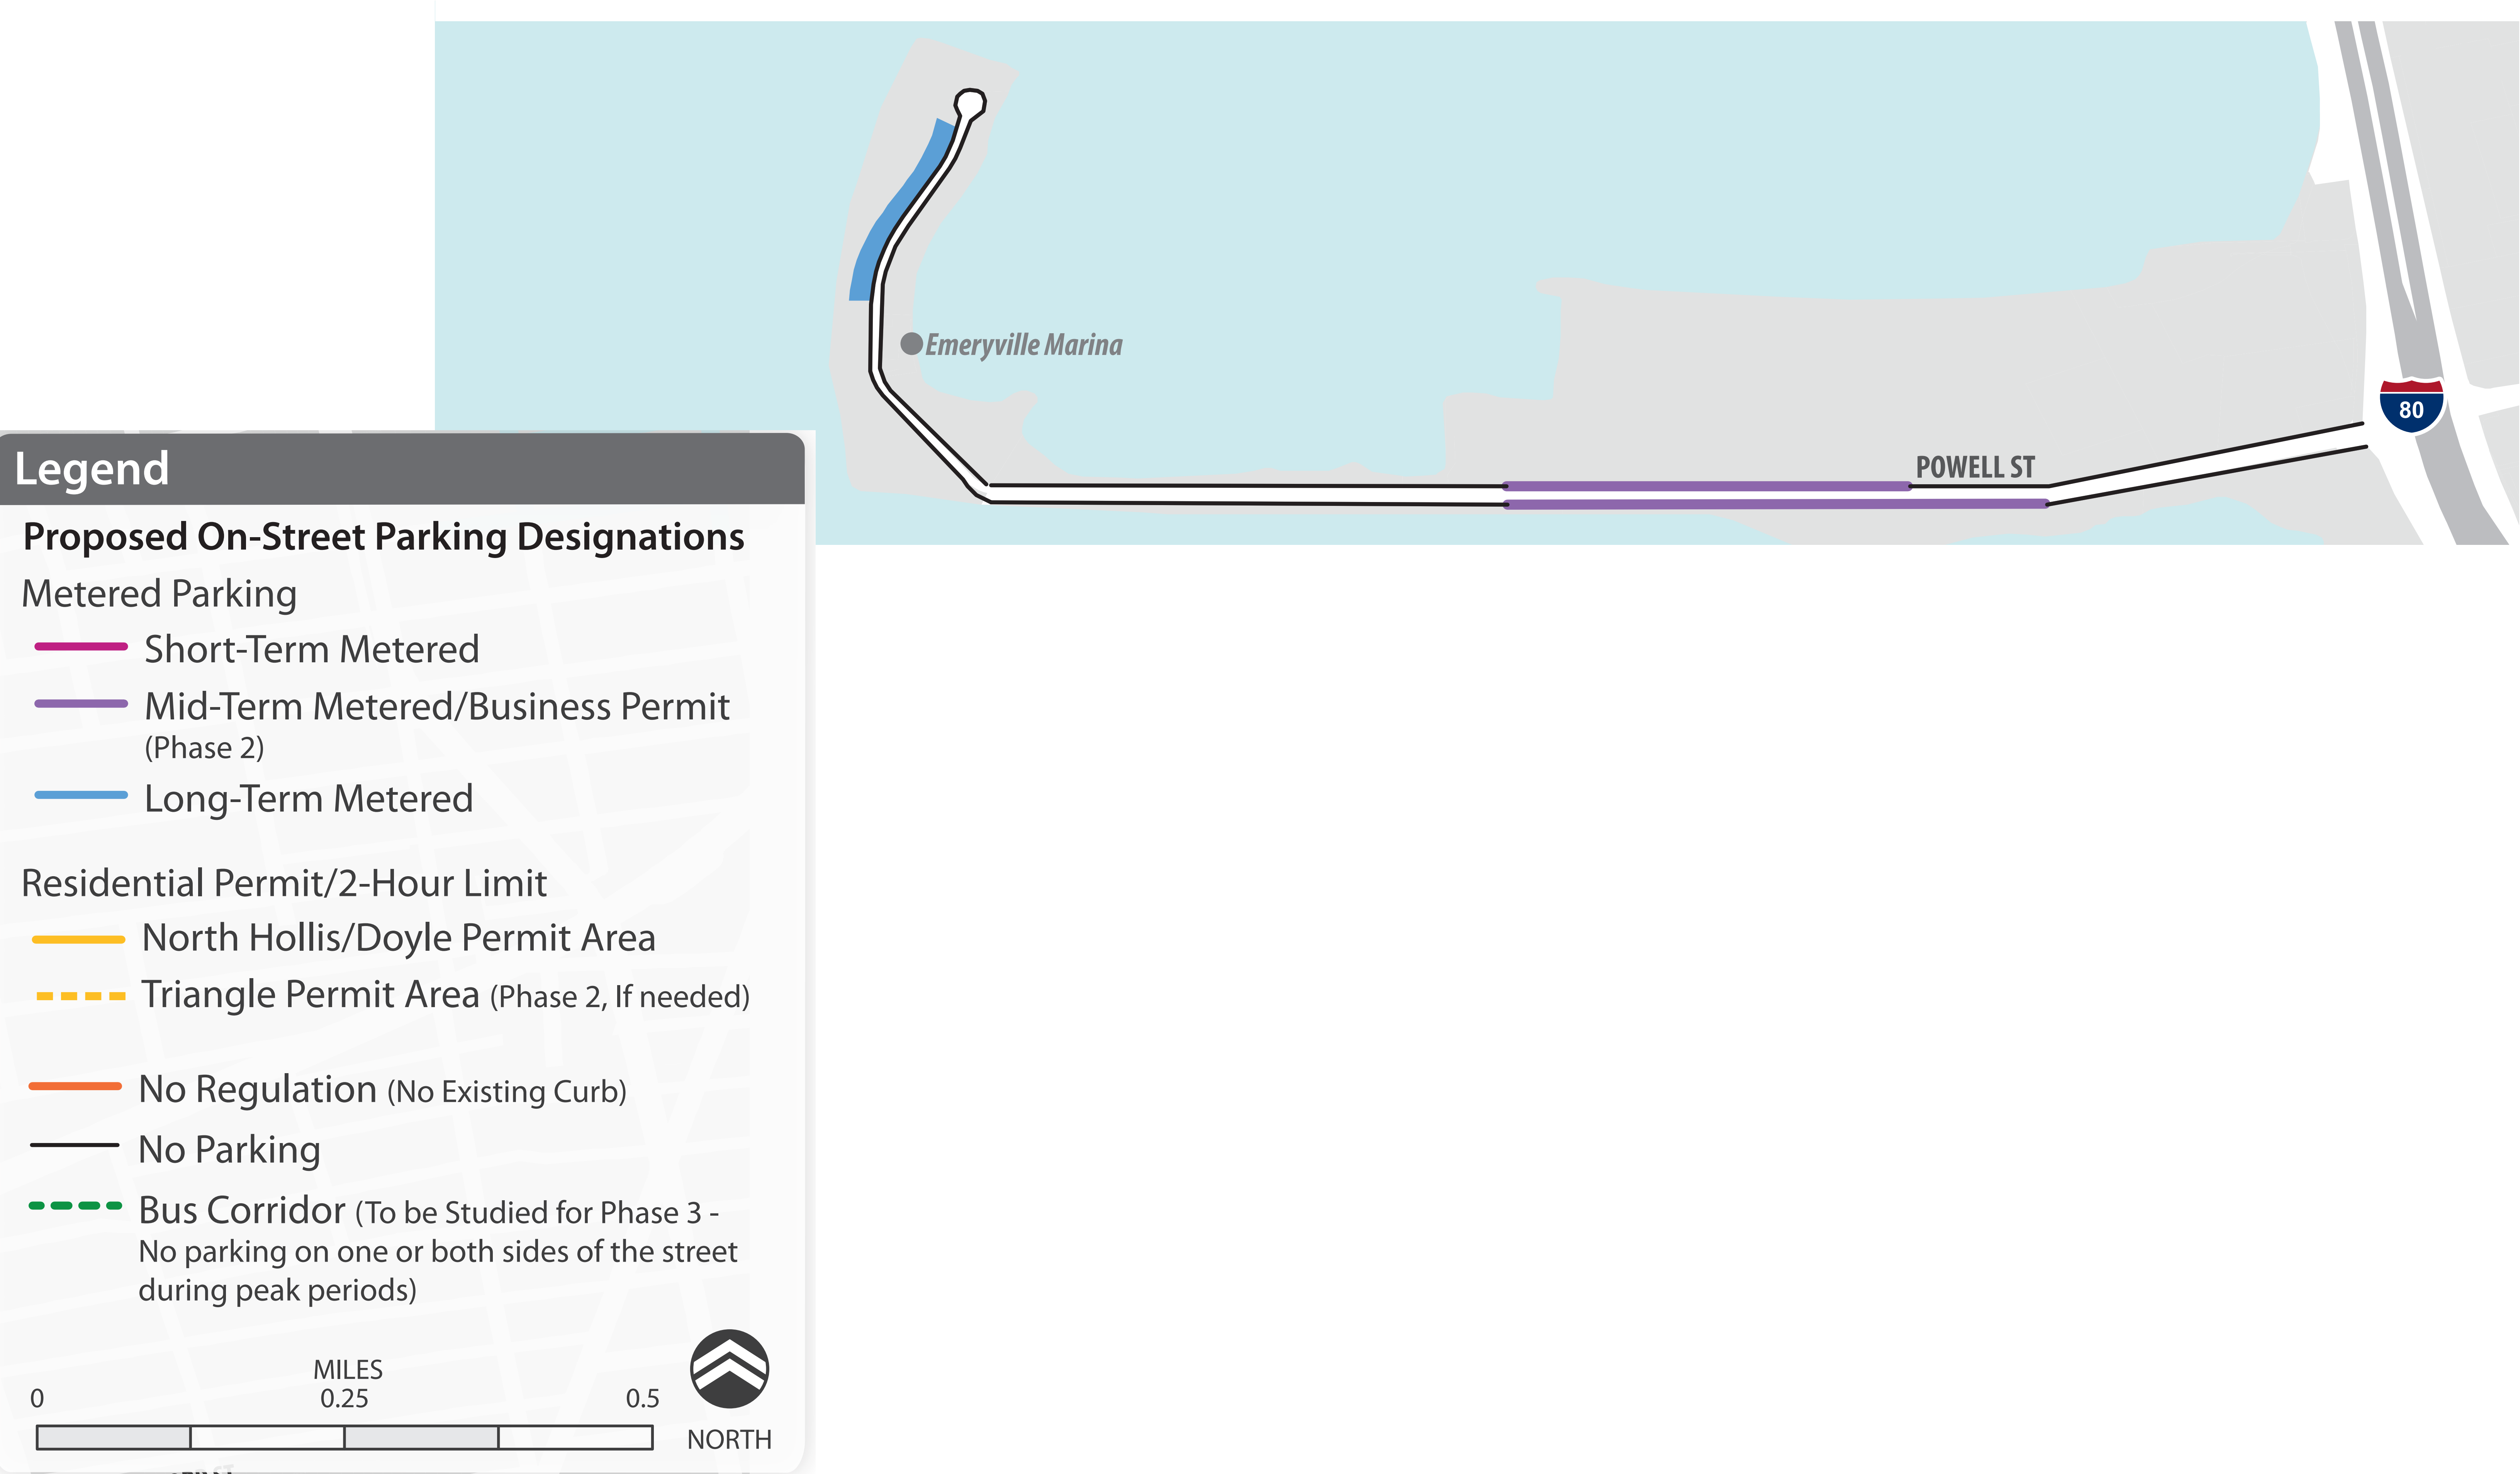 Emeryville Marina
80
POWELL ST
Legend
Proposed On-Street Parking Designations
Metered Parking
Short-Term Metered
Mid-Term Metered/Business Permit
(Phase 2)
Long-Term Metered
Residential Permit/2-Hour Limit
North Hollis/Doyle Permit Area
Triangle Permit Area (Phase 2, If needed)
No Regulation (No Existing Curb)
No Parking
Bus Corridor (To be Studied for Phase 3 -
No parking on one or both sides of the street
during peak periods)
MILES
0 0.25 0.5
NORTH